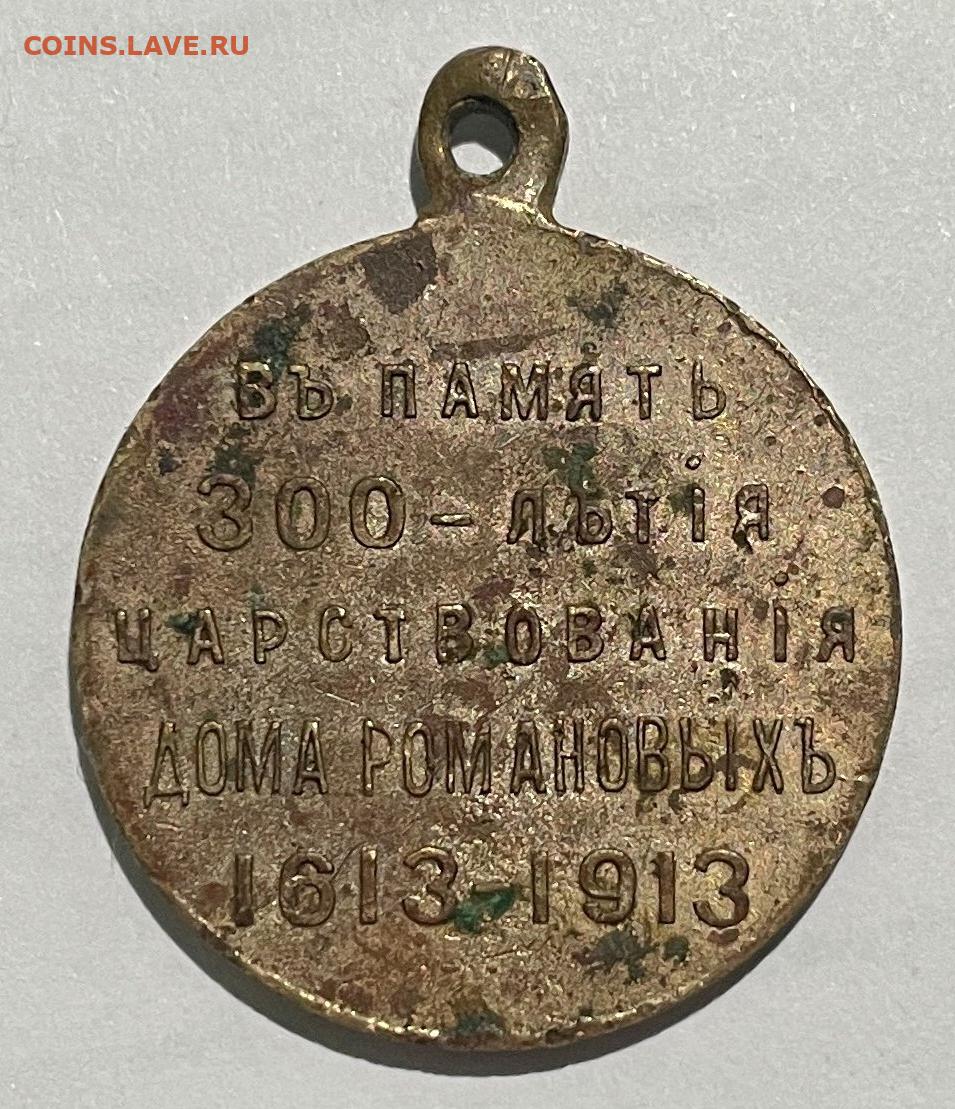 COINS.LAVE.RU
ВЪ ПАМЯТЬ
300-ЛѢТІЯ
ЦАРСТВОВАНІЯ
ДОМА РОМАНОВЫХЪ
1613-1913